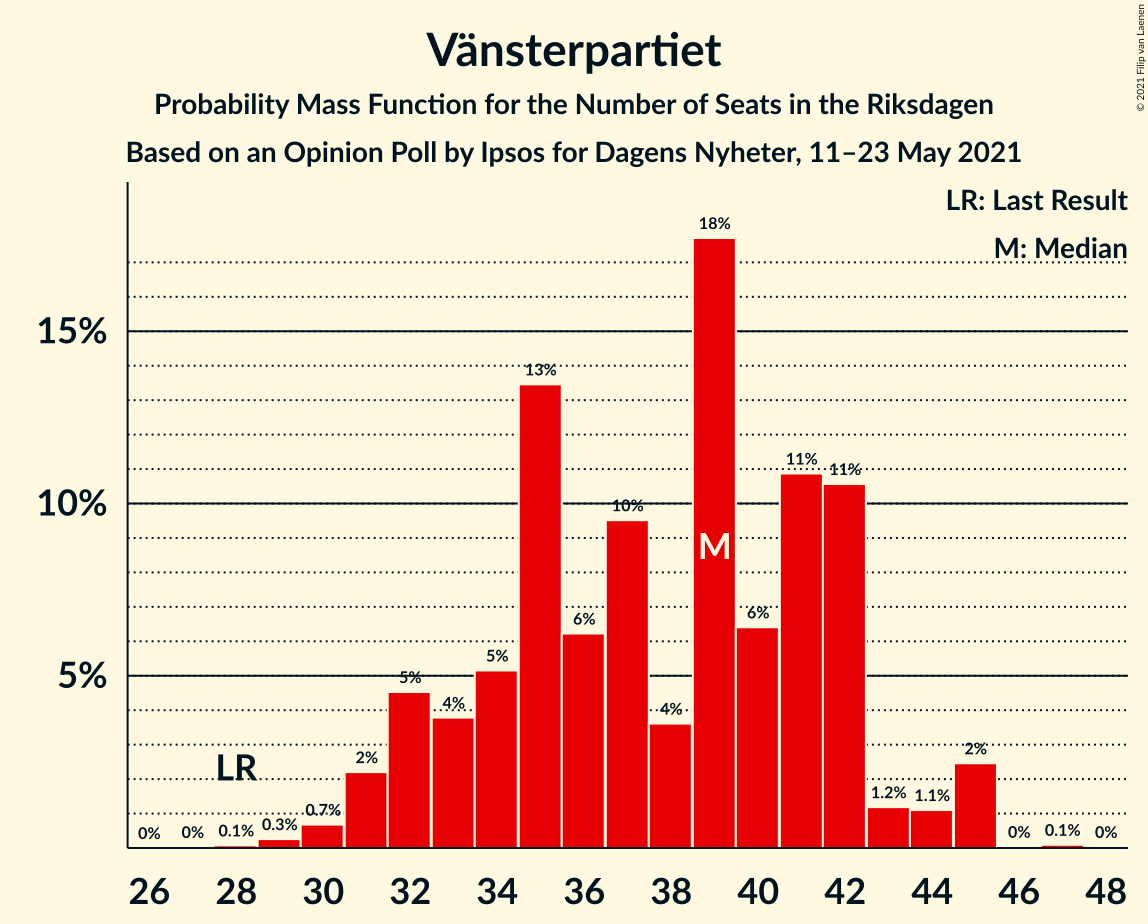 Vänsterpartiet
Probability Mass Function for the Number of Seats in the Riksdagen
Based on an Opinion Poll by Ipsos for Dagens Nyheter, 11–23 May 2021
© 2021 Filip van Laenen
LR: Last Result
M: Median
15%
10%
5%
0%
0%
0.1%
0.3%
0.7%
2%
5%
4%
5%
13%
6%
10%
4%
18%
6%
11%
11%
1.2%
1.1%
2%
0%
0.1%
0%
LR
M
26 28 30 32 34 36 38 40 42 44 46 48